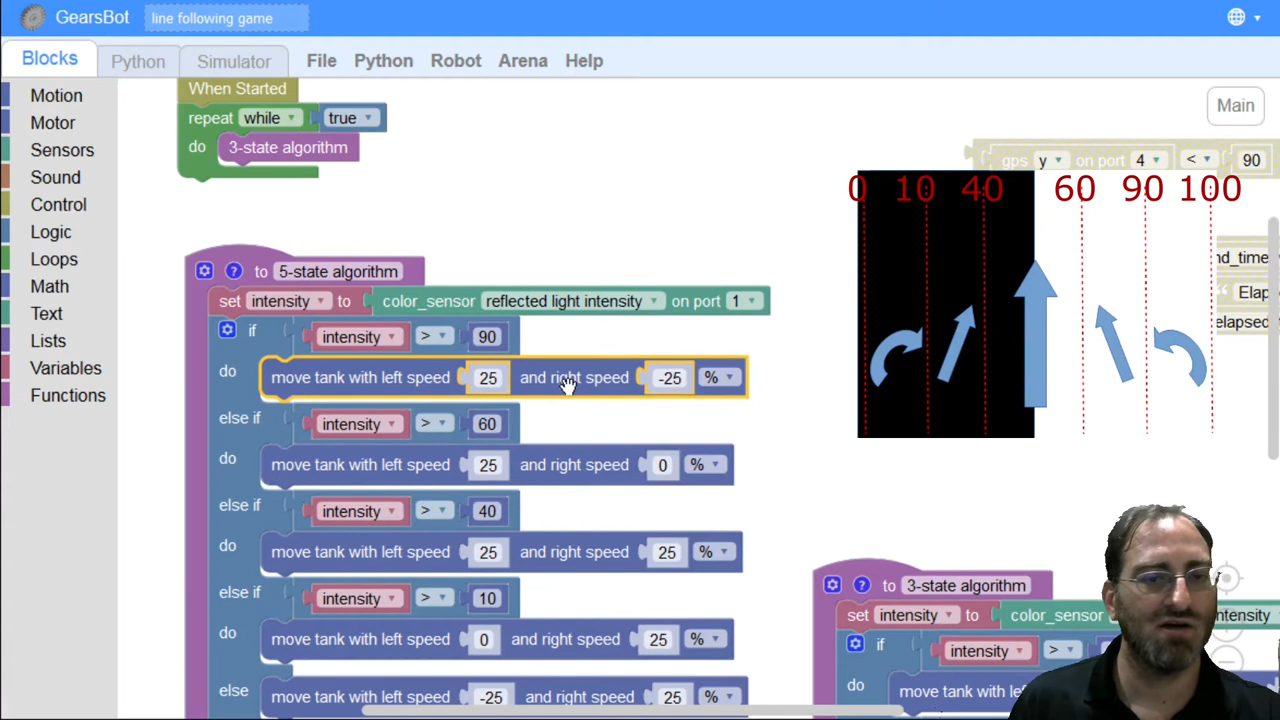 GearsBot line following game
Blocks Python Simulator File Python Robot Arena Help
Motion
Motor
Sensors
Sound
Control
Logic
Loops
Math
Text
Lists
Variables
Functions
When Started
repeat while true
do 3-state algorithm
Main
gps y on port 4 < 90
0 10 40 60 90 100
to 5-state algorithm
set intensity to color_sensor reflected light intensity on port 1
if intensity > 90
do move tank with left speed 25 and right speed -25 %
else if intensity > 60
do move tank with left speed 25 and right speed 0 %
else if intensity > 40
do move tank with left speed 25 and right speed 25 %
else if intensity > 10
do move tank with left speed 0 and right speed 25 %
else move tank with left speed -25 and right speed 25 %
nd_time
“ Elap
elapsed
to 3-state algorithm
set intensity to color_sensor intensity
if intensity >
do move tank with